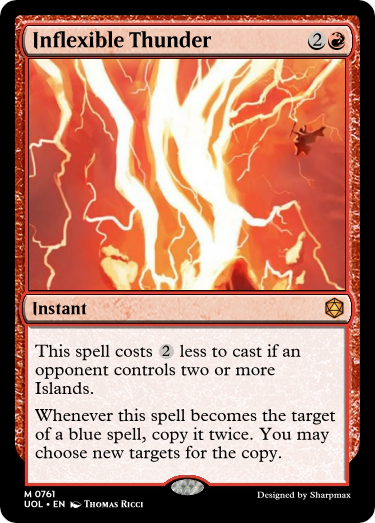 Inflexible Thunder 2
Instant
This spell costs 2 less to cast if an
opponent controls two or more
Islands.
Whenever this spell becomes the target
of a blue spell, copy it twice. You may
choose new targets for the copy.
M 0761
UOL • EN Thomas Ricci
Designed by Sharpmax